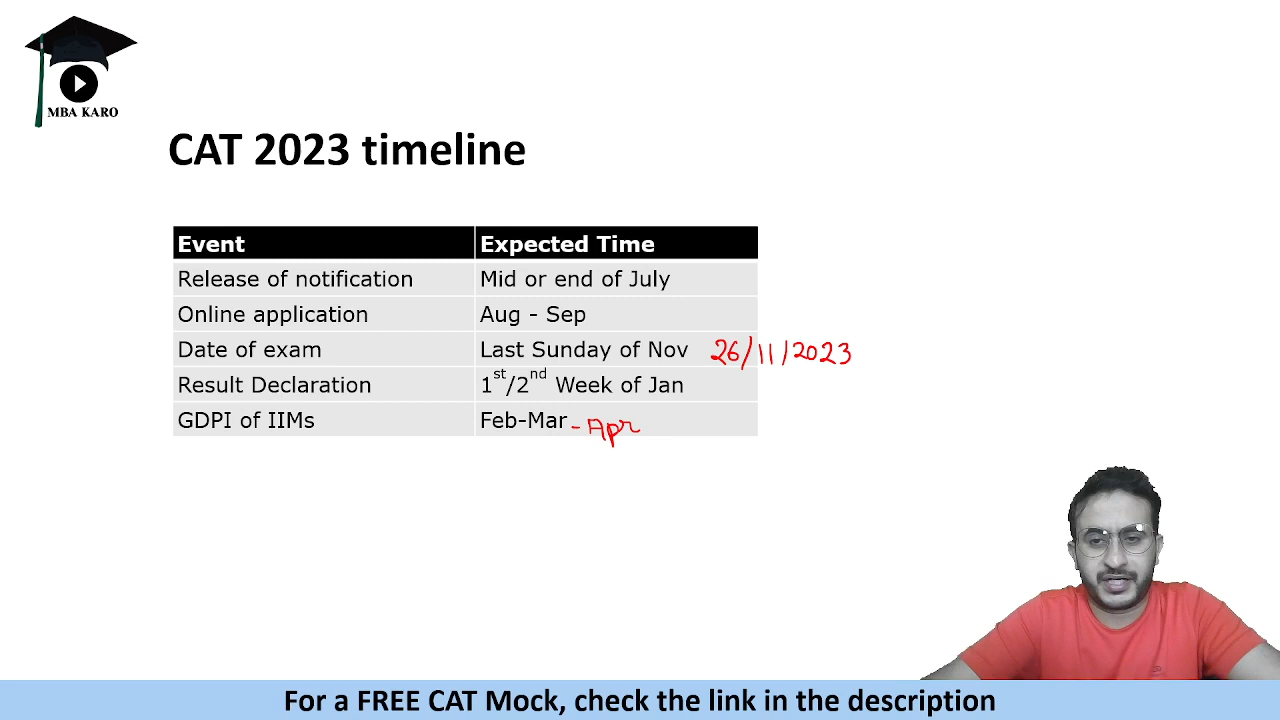 MBA KARO
CAT 2023 timeline
Event Expected Time
Release of notification Mid or end of July
Online application Aug - Sep
Date of exam Last Sunday of Nov 26/11/2023
Result Declaration 1st/2nd Week of Jan
GDPI of IIMs Feb-Mar - Apr
For a FREE CAT Mock, check the link in the description